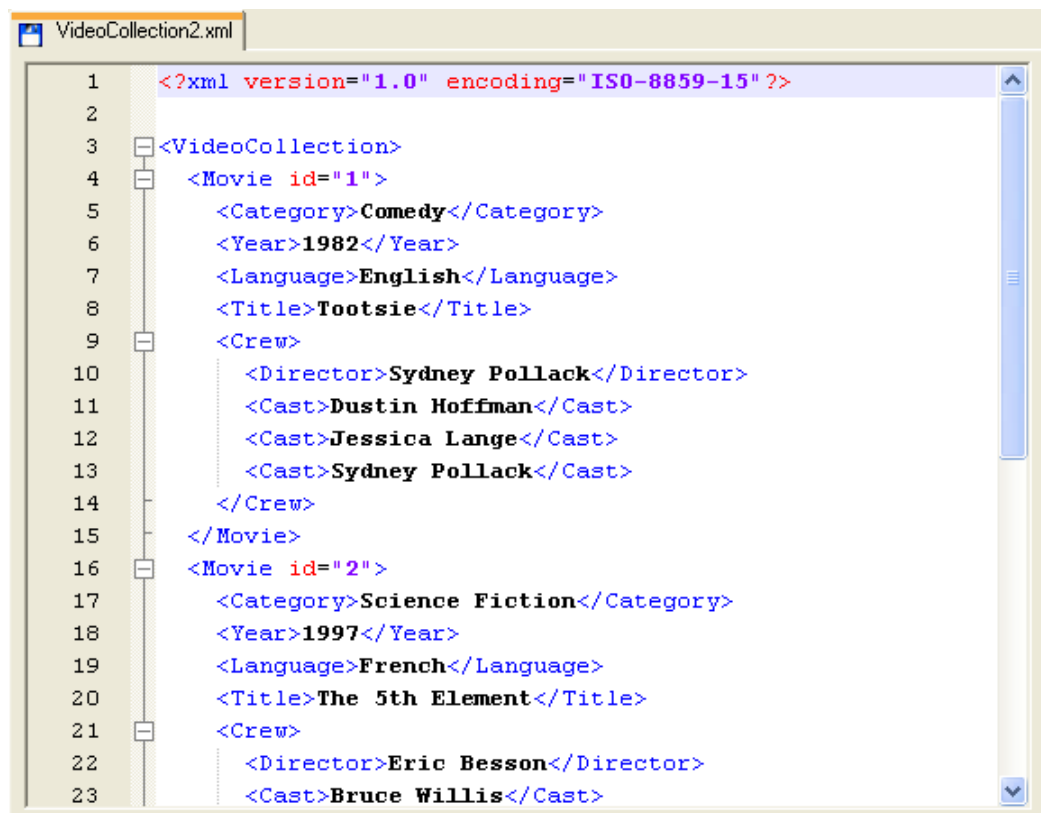 VideoCollection2.xml
1 <?xml version="1.0" encoding="ISO-8859-15"?>
2
3 <VideoCollection>
4 <Movie id="1">
5 <Category>Comedy</Category>
6 <Year>1982</Year>
7 <Language>English</Language>
8 <Title>Tootsie</Title>
9 <Crew>
10 <Director>Sydney Pollack</Director>
11 <Cast>Dustin Hoffman</Cast>
12 <Cast>Jessica Lange</Cast>
13 <Cast>Sydney Pollack</Cast>
14 </Crew>
15 </Movie>
16 <Movie id="2">
17 <Category>Science Fiction</Category>
18 <Year>1997</Year>
19 <Language>French</Language>
20 <Title>The 5th Element</Title>
21 <Crew>
22 <Director>Eric Besson</Director>
23 <Cast>Bruce Willis</Cast>